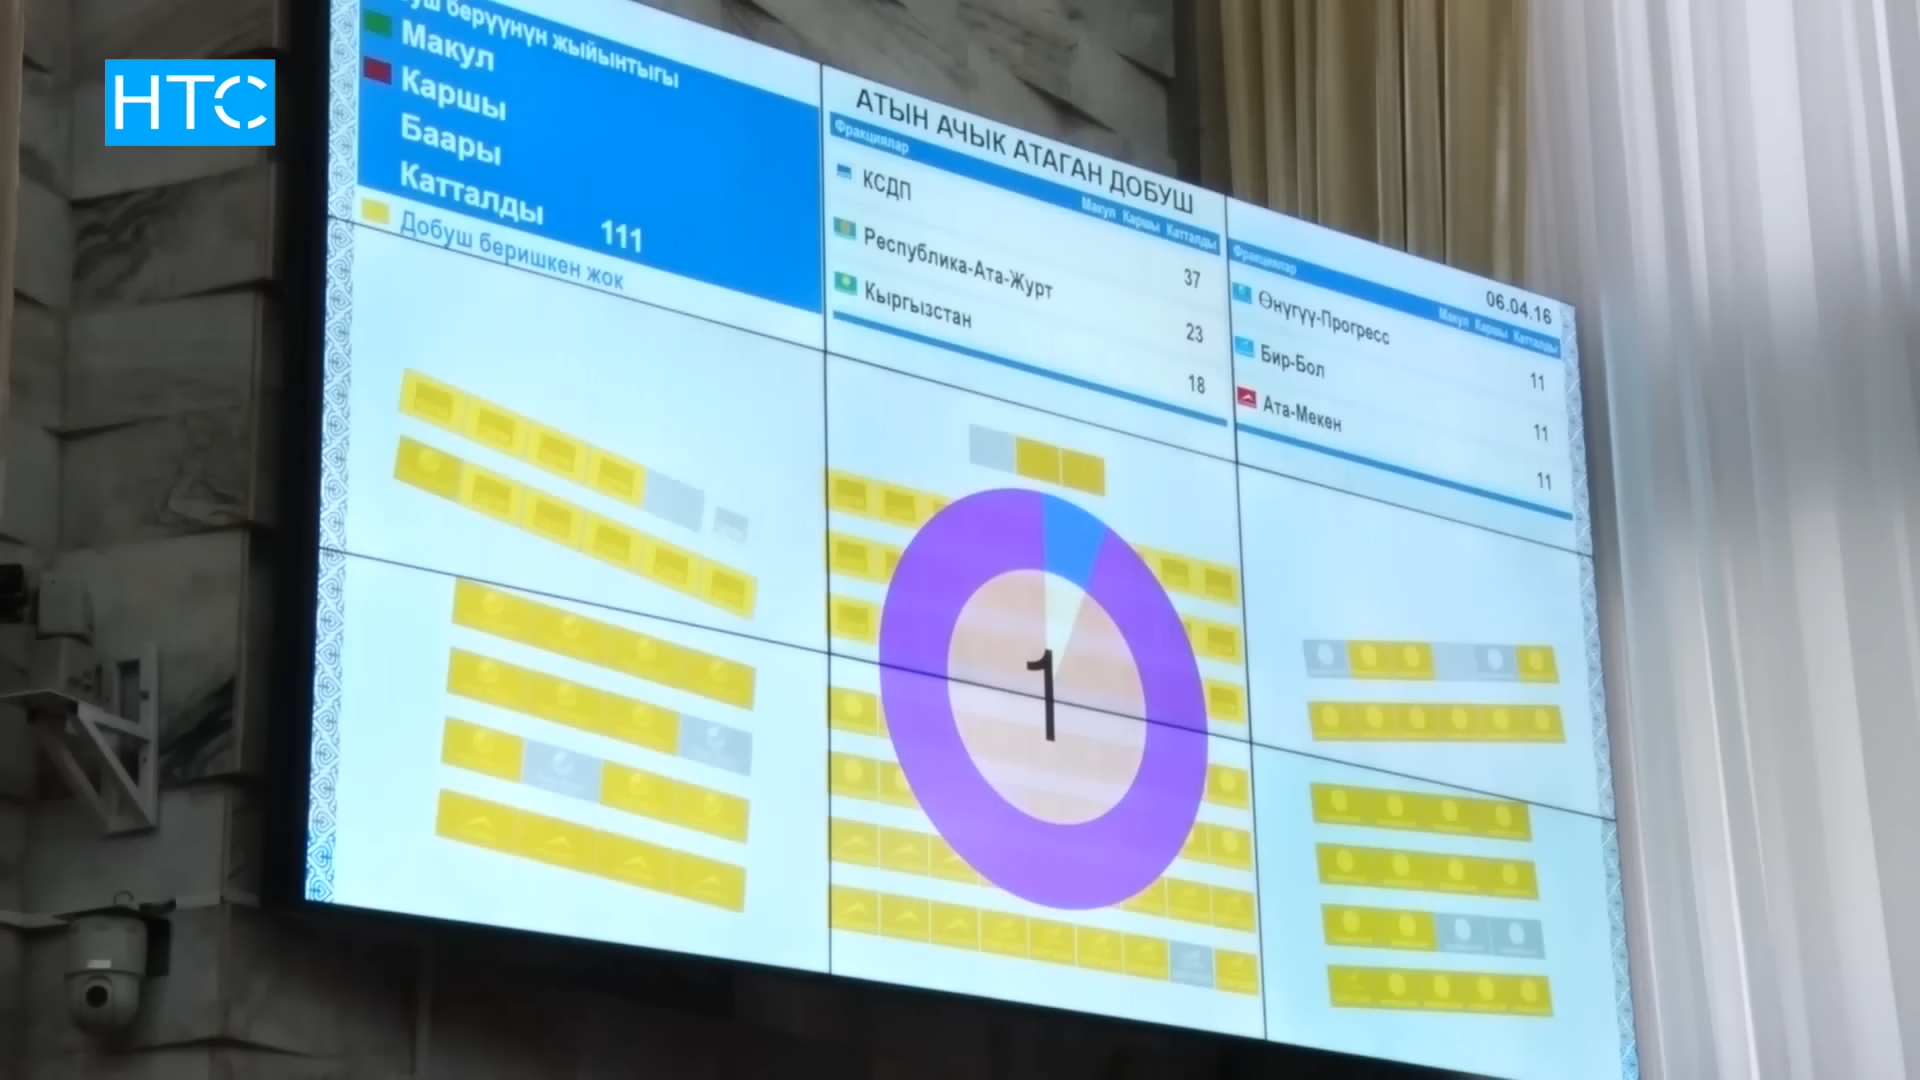 НТС
добуш берүүнүн жыйынтыгы
Макул
Каршы
Баары
Катталды 111
Добуш беришкен жок
АТЫН АЧЫК АТАГАН ДОБУШ
Фракциялар
Макул Каршы Катталды
КСДП 37
Республика-Ата-Журт 23
Кыргызстан 18
06.04.16
Фракциялар
Макул Каршы Катталды
Өнүгүү-Прогресс 11
Бир-Бол 11
Ата-Мекен 11
1